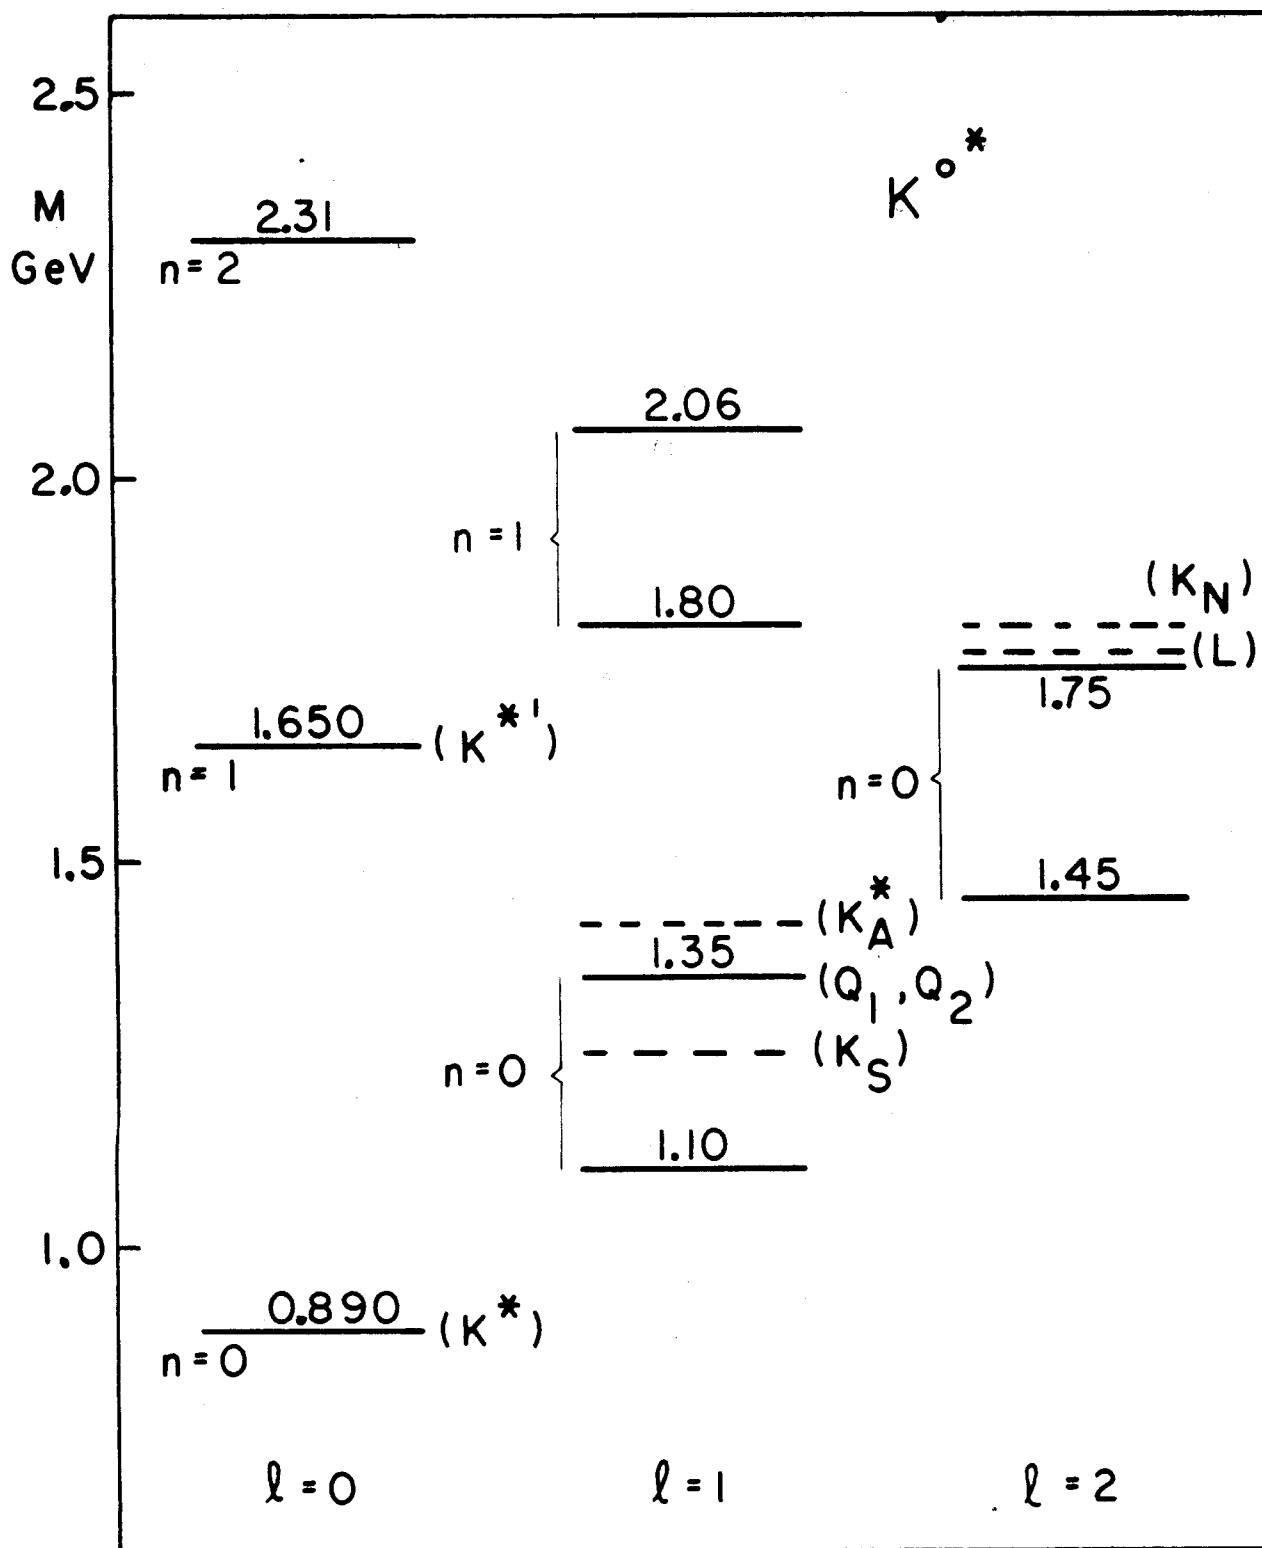 2.5
K°*
M
GeV
2.31
n=2
2.06
2.0
n=1
(K_N)
1.80
(L)
1.75
1.650
(K*')
n=1
n=0
1.5
1.45
(K*_A)
1.35
(Q_1,Q_2)
(K_S)
n=0
1.10
1.0
0.890
(K*)
n=0
ℓ=0
ℓ=1
ℓ=2